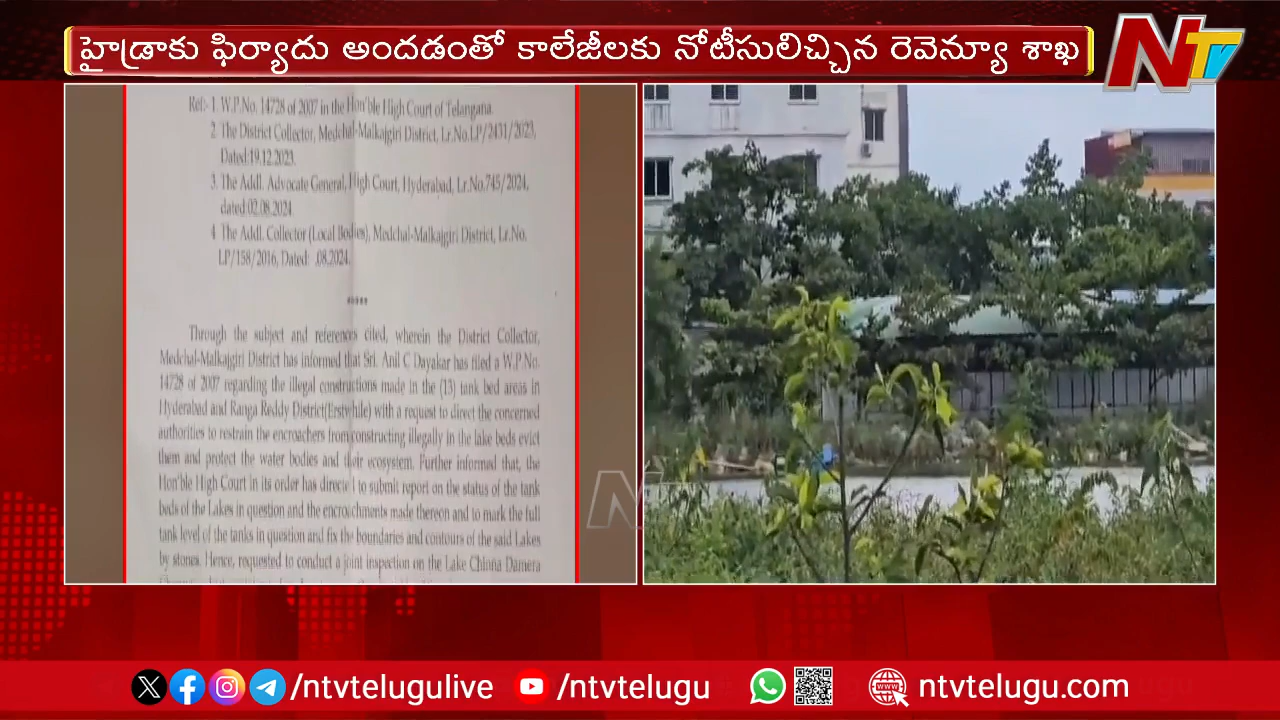 హైడ్రాకు ఫిర్యాదు అందడంతో కాలేజీలకు నోటీసులిచ్చిన రెవెన్యూ శాఖ
NTV
Ref:- 1. W.P.No. 14728 of 2007 in the Hon'ble High Court of Telangana.
2. The District Collector, Medchal-Malkajgiri District, Lr.No.LP/2431/2023,
Dated:19.12.2023.
3. The Addl. Advocate General, High Court, Hyderabad, Lr.No.745/2024,
dated:02.08.2024.
4. The Addl. Collector (Local Bodies), Medchal-Malkajgiri District, Lr.No.
LP/158/2016, Dated: .08.2024.
*****
Through the subject and references cited, wherein the District Collector,
Medchal-Malkajgiri District has informed that Sri. Anil C Dayakar has filed a W.P.No.
14728 of 2007 regarding the illegal constructions made in the (13) tank bed areas in
Hyderabad and Ranga Reddy District(Erstwhile) with a request to direct the concerned
authorities to restrain the encroachers from constructing illegally in the lake beds evict
them and protect the water bodies and their ecosystem. Further informed that, the
Hon'ble High Court in its order has directed to submit report on the status of the tank
beds of the Lakes in question and the encroachments made thereon and to mark the full
tank level of the tanks in question and fix the boundaries and contours of the said Lakes
by stones. Hence, requested to conduct a joint inspection on the Lake Chinna Damera
/ntvtelugulive
/ntvtelugu
WWW
ntvtelugu.com